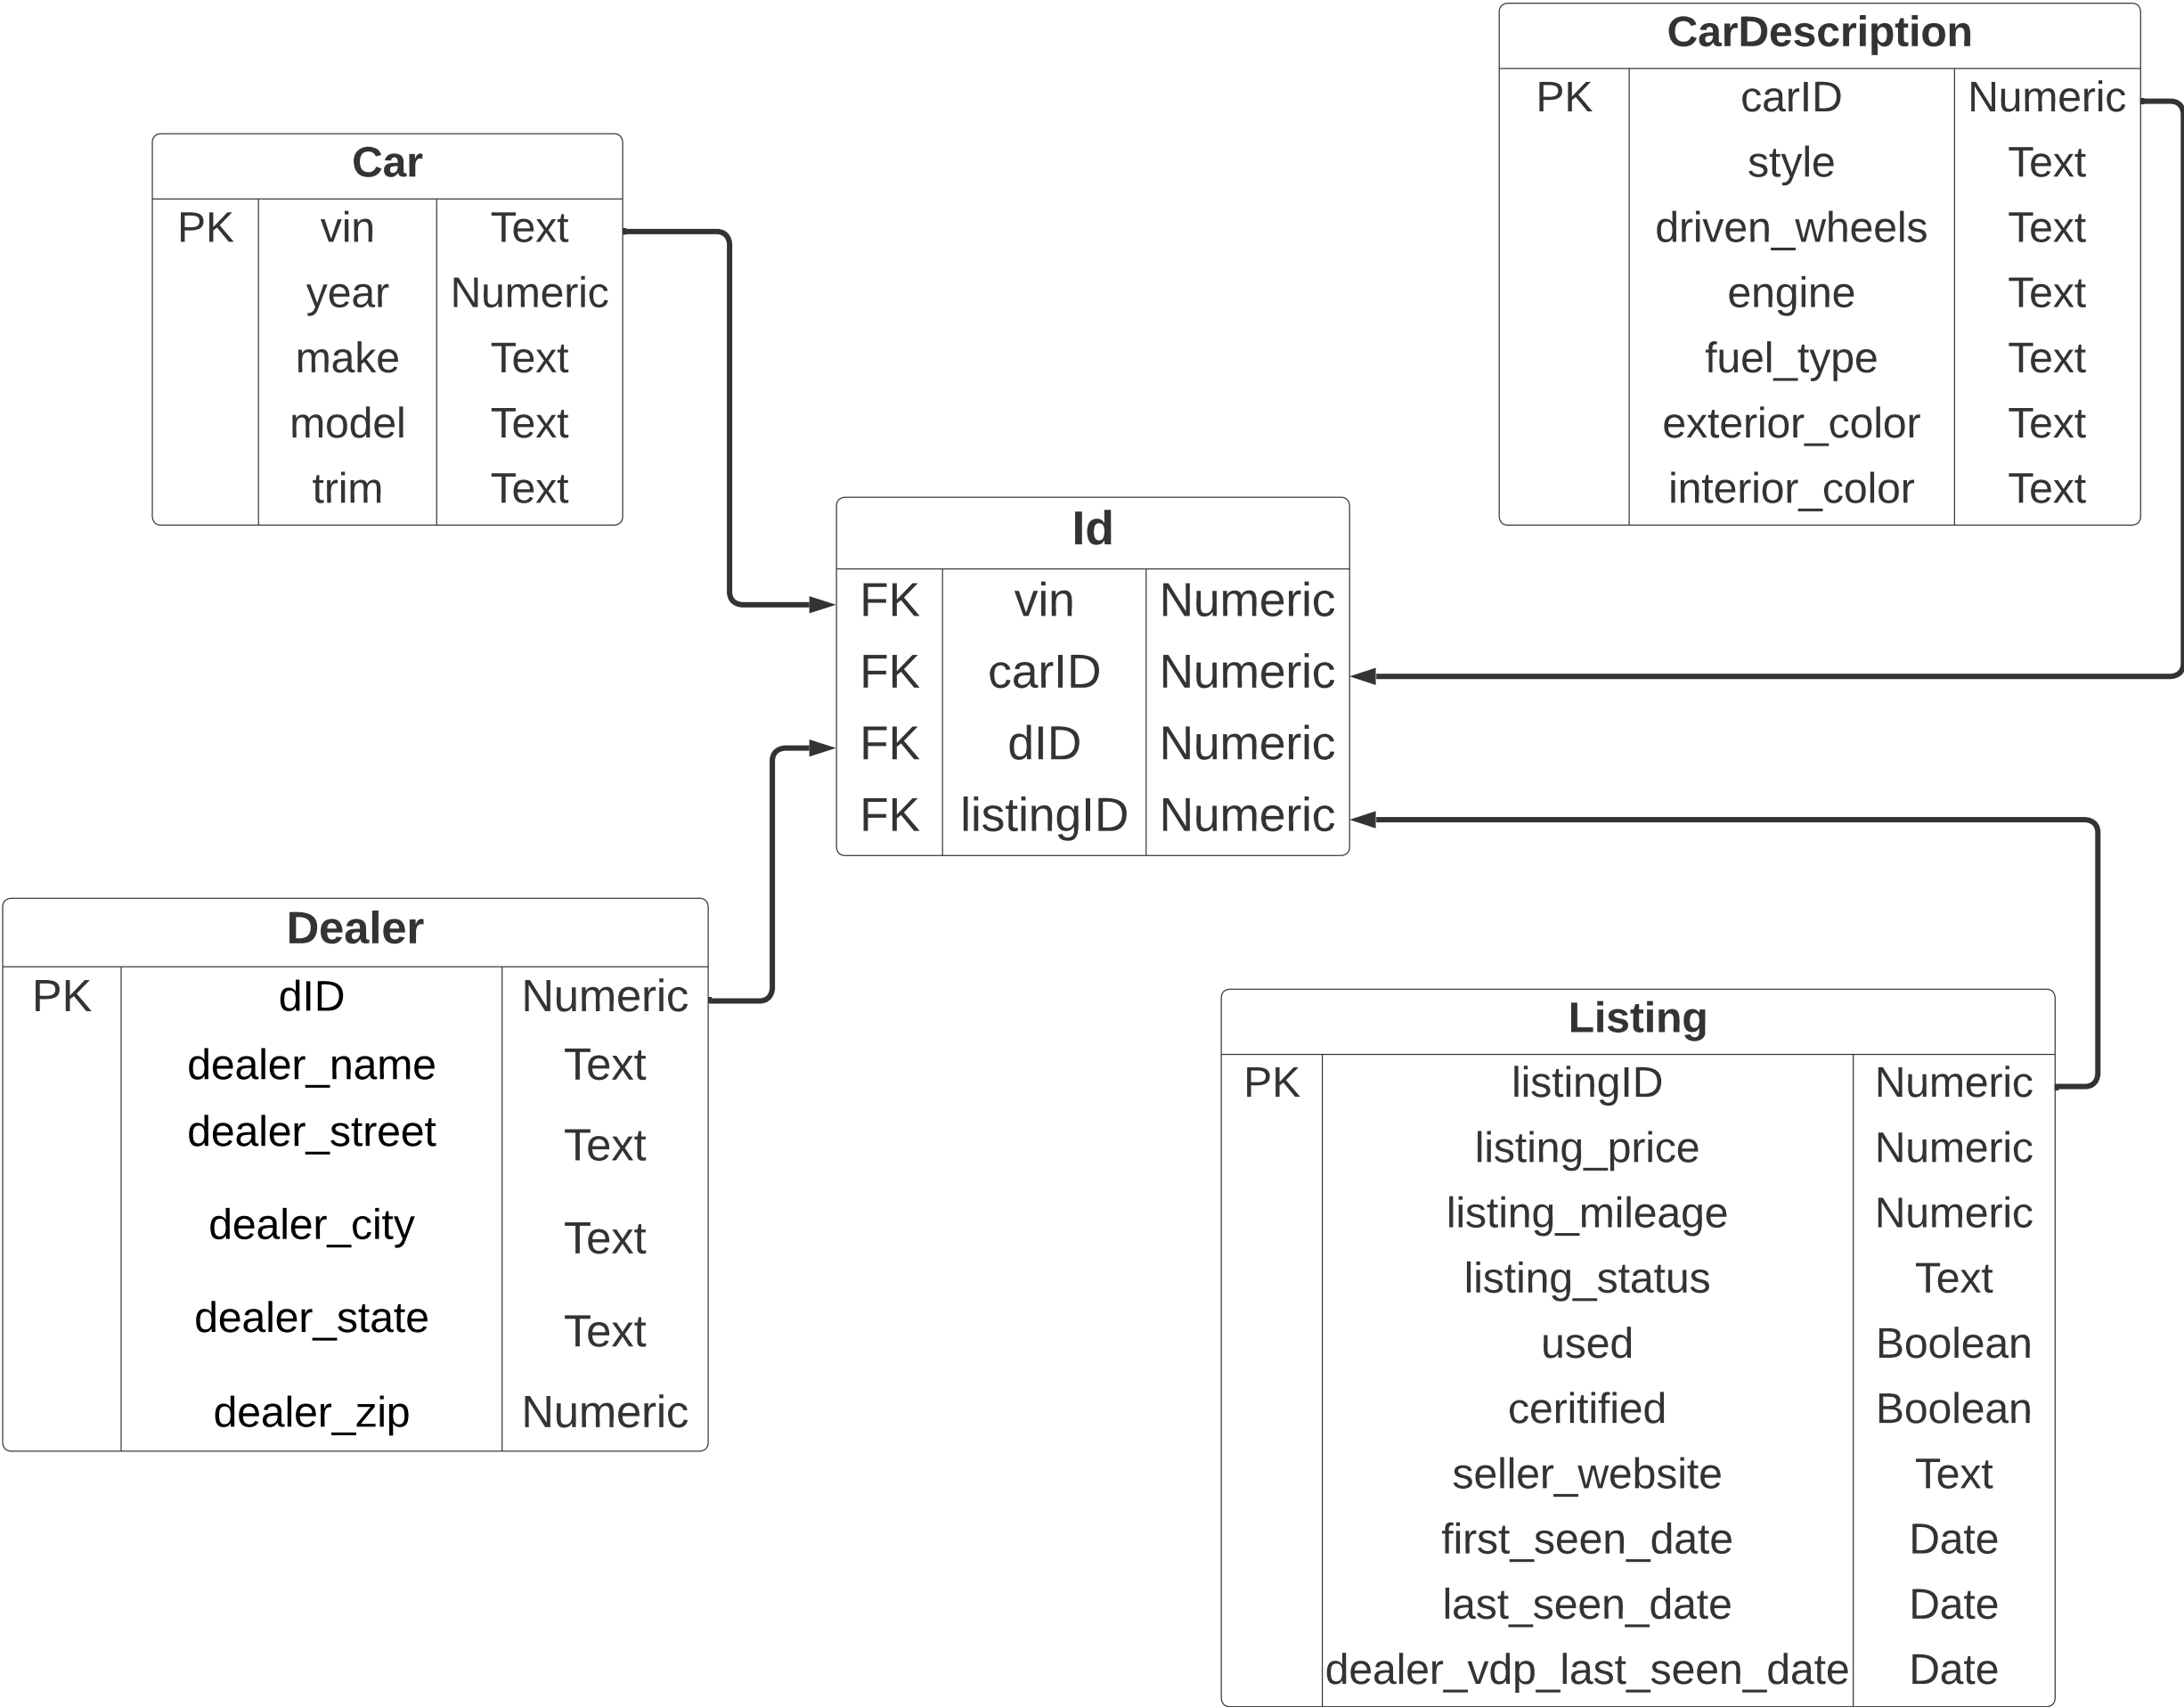 Car
PK vin Text
year Numeric
make Text
model Text
trim Text
CarDescription
PK carID Numeric
style Text
driven_wheels Text
engine Text
fuel_type Text
exterior_color Text
interior_color Text
Id
FK vin Numeric
FK carID Numeric
FK dID Numeric
FK listingID Numeric
Dealer
PK dID Numeric
dealer_name Text
dealer_street Text
dealer_city Text
dealer_state Text
dealer_zip Numeric
Listing
PK listingID Numeric
listing_price Numeric
listing_mileage Numeric
listing_status Text
used Boolean
certified Boolean
seller_website Text
first_seen_date Date
last_seen_date Date
dealer_vdp_last_seen_date Date